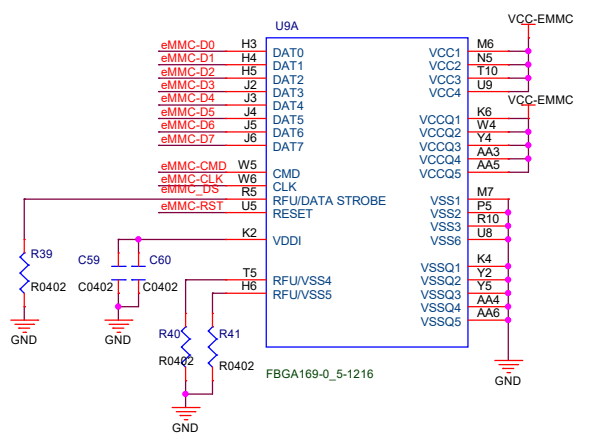 U9A
VCC-EMMC
eMMC-D0 H3 DAT0 VCC1 M6
eMMC-D1 H4 DAT1 VCC2 N5
eMMC-D2 H5 DAT2 VCC3 T10
eMMC-D3 J2 DAT3 VCC4 U9
eMMC-D4 J3 DAT4 VCC-EMMC
eMMC-D5 J4 DAT5 VCCQ1 K6
eMMC-D6 J5 DAT6 VCCQ2 W4
eMMC-D7 J6 DAT7 VCCQ3 Y4
VCCQ4 AA3
eMMC-CMD W5 CMD VCCQ5 AA5
eMMC-CLK W6 CLK
eMMC_DS R5 RFU/DATA STROBE VSS1 M7
eMMC-RST U5 RESET VSS2 P5
VSS3 R10
K2 VDDI VSS6 U8
R39 C59 C60
VSSQ1 K4
T5 RFU/VSS4 VSSQ2 Y2
R0402 C0402 C0402 H6 RFU/VSS5 VSSQ3 Y5
VSSQ4 AA4
VSSQ5 AA6
GND GND R40 R41
R0402 R0402
FBGA169-0_5-1216
GND
GND